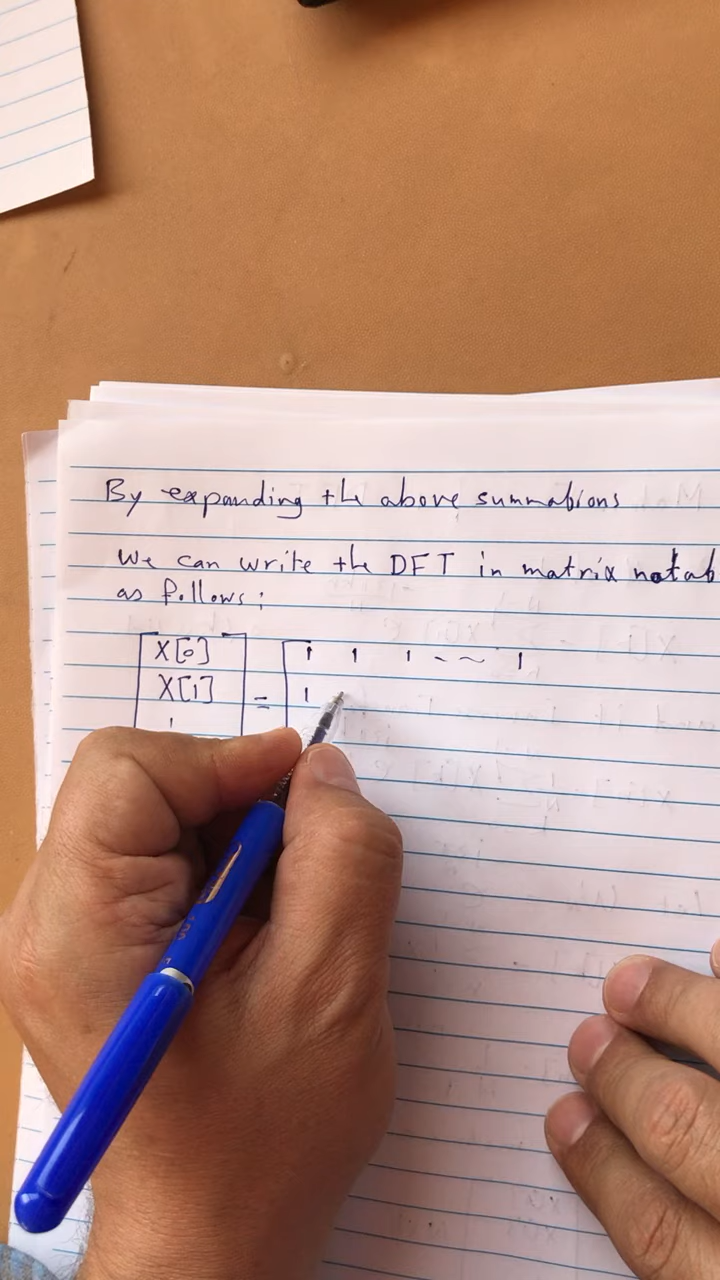 By expanding the above summations
We can write the DFT in matrix notat
as follows:
X[0] 1 1 1 -- ~ 1
X[1] = 1